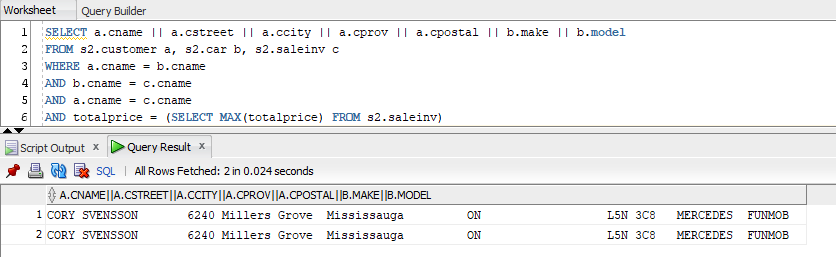 Worksheet Query Builder
1 SELECT a.cname || a.cstreet || a.ccity || a.cprov || a.cpostal || b.make || b.model
2 FROM s2.customer a, s2.car b, s2.saleinv c
3 WHERE a.cname = b.cname
4 AND b.cname = c.cname
5 AND a.cname = c.cname
6 AND totalprice = (SELECT MAX(totalprice) FROM s2.saleinv)
Script Output x Query Result x
SQL | All Rows Fetched: 2 in 0.024 seconds
A.CNAME||A.CSTREET||A.CCITY||A.CPROV||A.CPOSTAL||B.MAKE||B.MODEL
1 CORY SVENSSON 6240 Millers Grove Mississauga ON L5N 3C8 MERCEDES FUNMOB
2 CORY SVENSSON 6240 Millers Grove Mississauga ON L5N 3C8 MERCEDES FUNMOB